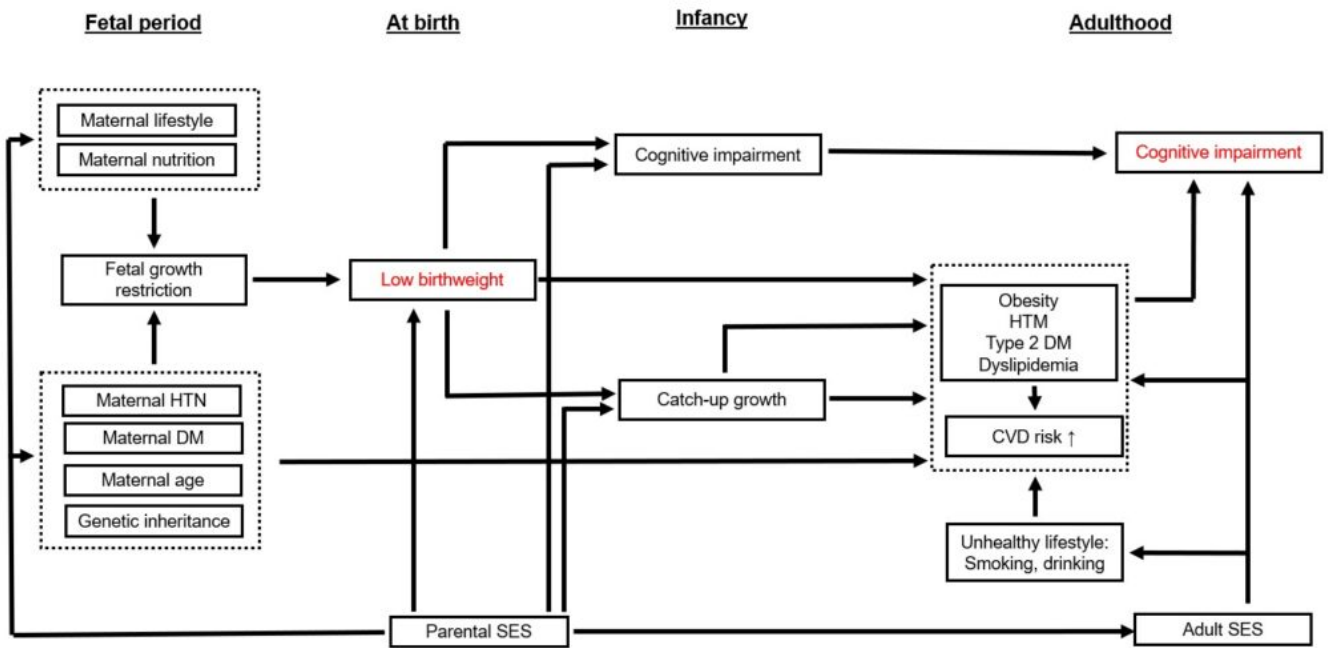 Fetal period
At birth
Infancy
Adulthood
Maternal lifestyle
Maternal nutrition
Fetal growth
restriction
Maternal HTN
Maternal DM
Maternal age
Genetic inheritance
Low birthweight
Parental SES
Cognitive impairment
Catch-up growth
Cognitive impairment
Obesity
HTM
Type 2 DM
Dyslipidemia
CVD risk ↑
Unhealthy lifestyle:
Smoking, drinking
Adult SES